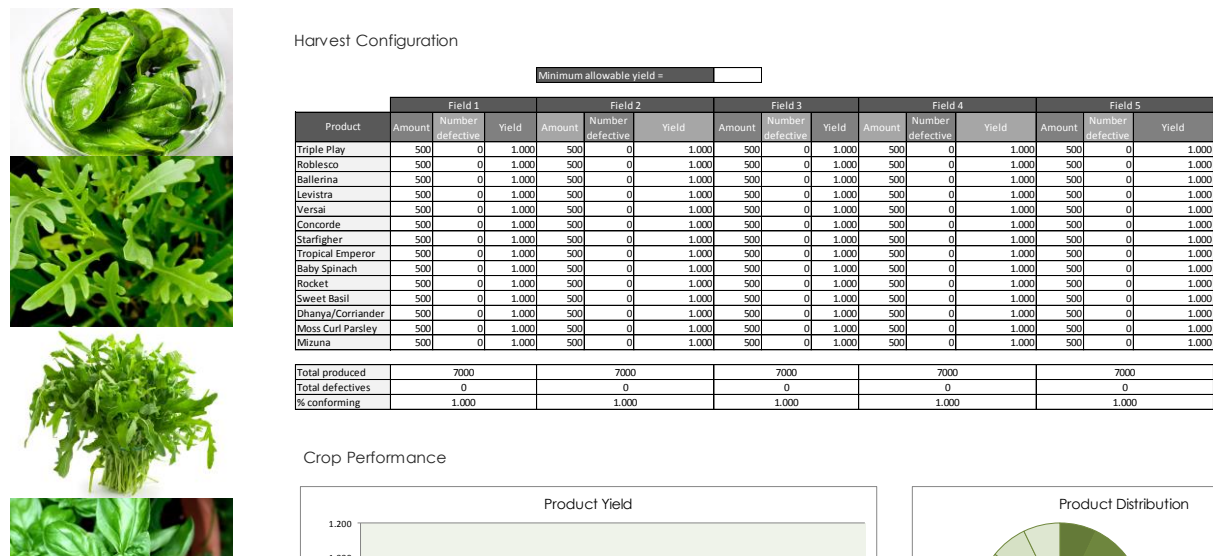 Harvest Configuration
Minimum allowable yield =
Field 1 Field 2 Field 3 Field 4 Field 5
Product Amount Number defective Yield Amount Number defective Yield Amount Number defective Yield Amount Number defective Yield Amount Number defective Yield
Triple Play 500 0 1.000 500 0 1.000 500 0 1.000 500 0 1.000 500 0 1.000
Roblesco 500 0 1.000 500 0 1.000 500 0 1.000 500 0 1.000 500 0 1.000
Ballerina 500 0 1.000 500 0 1.000 500 0 1.000 500 0 1.000 500 0 1.000
Levistra 500 0 1.000 500 0 1.000 500 0 1.000 500 0 1.000 500 0 1.000
Versai 500 0 1.000 500 0 1.000 500 0 1.000 500 0 1.000 500 0 1.000
Concorde 500 0 1.000 500 0 1.000 500 0 1.000 500 0 1.000 500 0 1.000
Starfigher 500 0 1.000 500 0 1.000 500 0 1.000 500 0 1.000 500 0 1.000
Tropical Emperor 500 0 1.000 500 0 1.000 500 0 1.000 500 0 1.000 500 0 1.000
Baby Spinach 500 0 1.000 500 0 1.000 500 0 1.000 500 0 1.000 500 0 1.000
Rocket 500 0 1.000 500 0 1.000 500 0 1.000 500 0 1.000 500 0 1.000
Sweet Basil 500 0 1.000 500 0 1.000 500 0 1.000 500 0 1.000 500 0 1.000
Dhanya/Corriander 500 0 1.000 500 0 1.000 500 0 1.000 500 0 1.000 500 0 1.000
Moss Curl Parsley 500 0 1.000 500 0 1.000 500 0 1.000 500 0 1.000 500 0 1.000
Mizuna 500 0 1.000 500 0 1.000 500 0 1.000 500 0 1.000 500 0 1.000
Total produced 7000 7000 7000 7000 7000
Total defectives 0 0 0 0 0
% conforming 1.000 1.000 1.000 1.000 1.000
Crop Performance
Product Yield Product Distribution
1.200